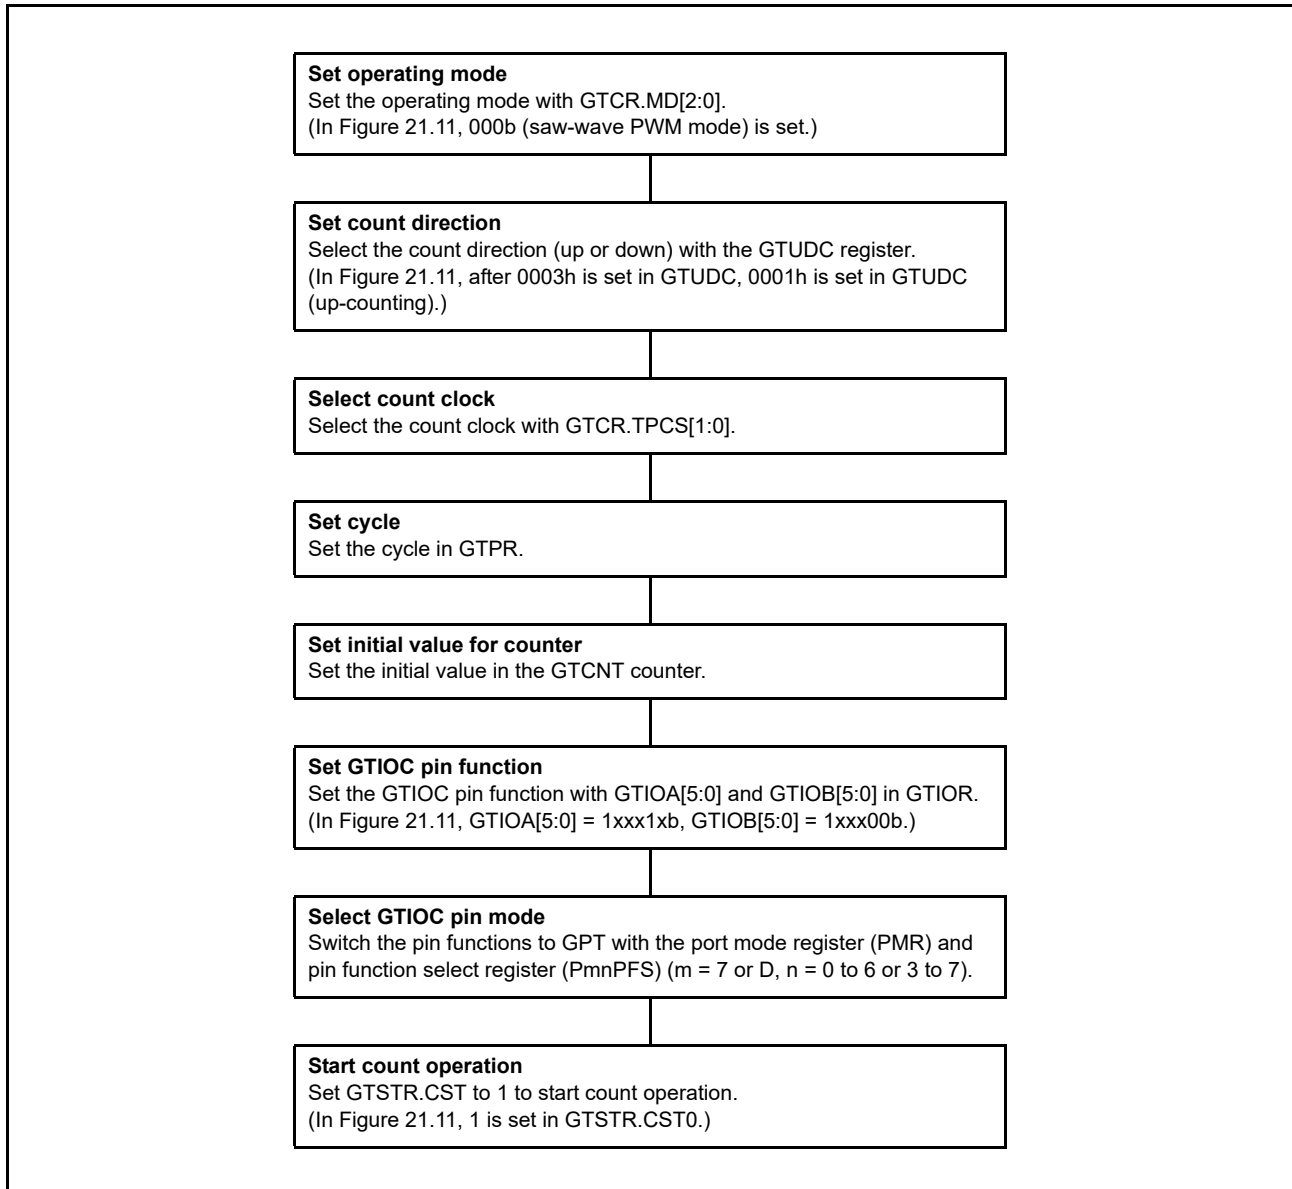 Set operating mode
Set the operating mode with GTCR.MD[2:0].
(In Figure 21.11, 000b (saw-wave PWM mode) is set.)
Set count direction
Select the count direction (up or down) with the GTUDC register.
(In Figure 21.11, after 0003h is set in GTUDC, 0001h is set in GTUDC
(up-counting).)
Select count clock
Select the count clock with GTCR.TPCS[1:0].
Set cycle
Set the cycle in GTPR.
Set initial value for counter
Set the initial value in the GTCNT counter.
Set GTIOC pin function
Set the GTIOC pin function with GTIOA[5:0] and GTIOB[5:0] in GTIOR.
(In Figure 21.11, GTIOA[5:0] = 1xxx1xb, GTIOB[5:0] = 1xxx00b.)
Select GTIOC pin mode
Switch the pin functions to GPT with the port mode register (PMR) and
pin function select register (PmnPFS) (m = 7 or D, n = 0 to 6 or 3 to 7).
Start count operation
Set GTSTR.CST to 1 to start count operation.
(In Figure 21.11, 1 is set in GTSTR.CST0.)